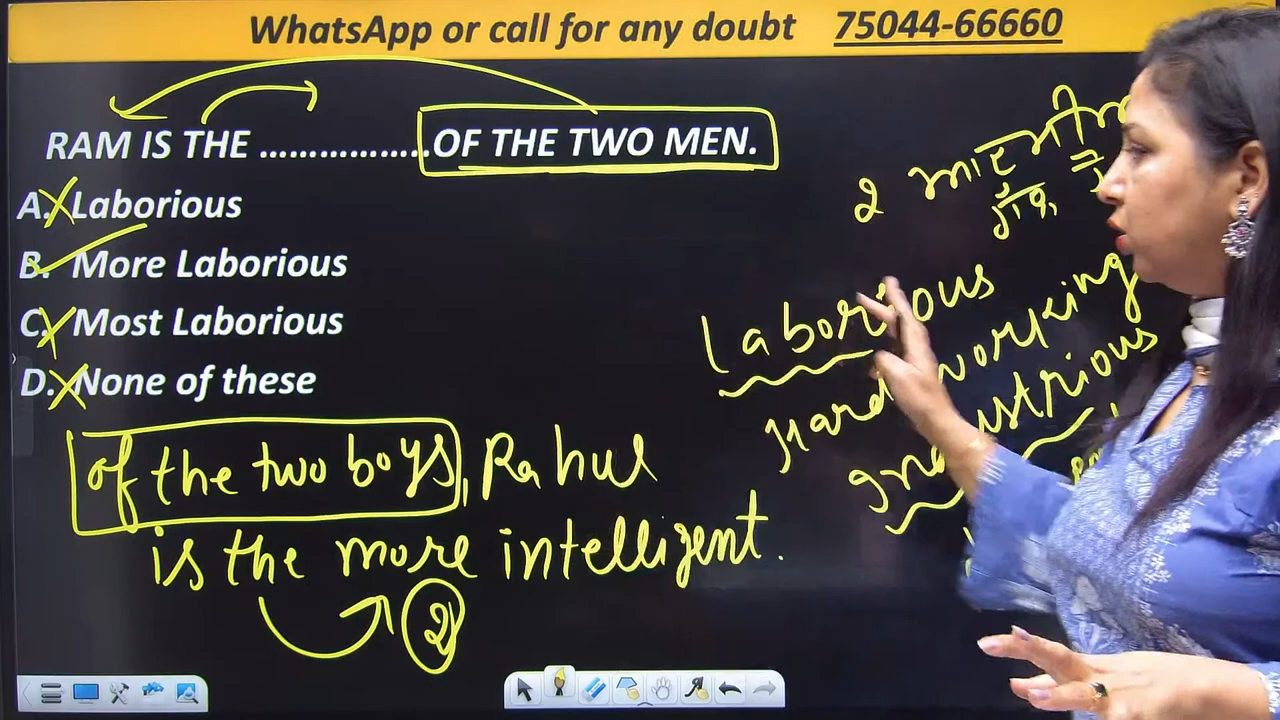 WhatsApp or call for any doubt 75044-66660
RAM IS THE ……………..OF THE TWO MEN.
A. Laborious
B. More Laborious
C. Most Laborious
D. None of these
of the two boys, Rahul
is the more intelligent.
2
2
Laborious
Hard working